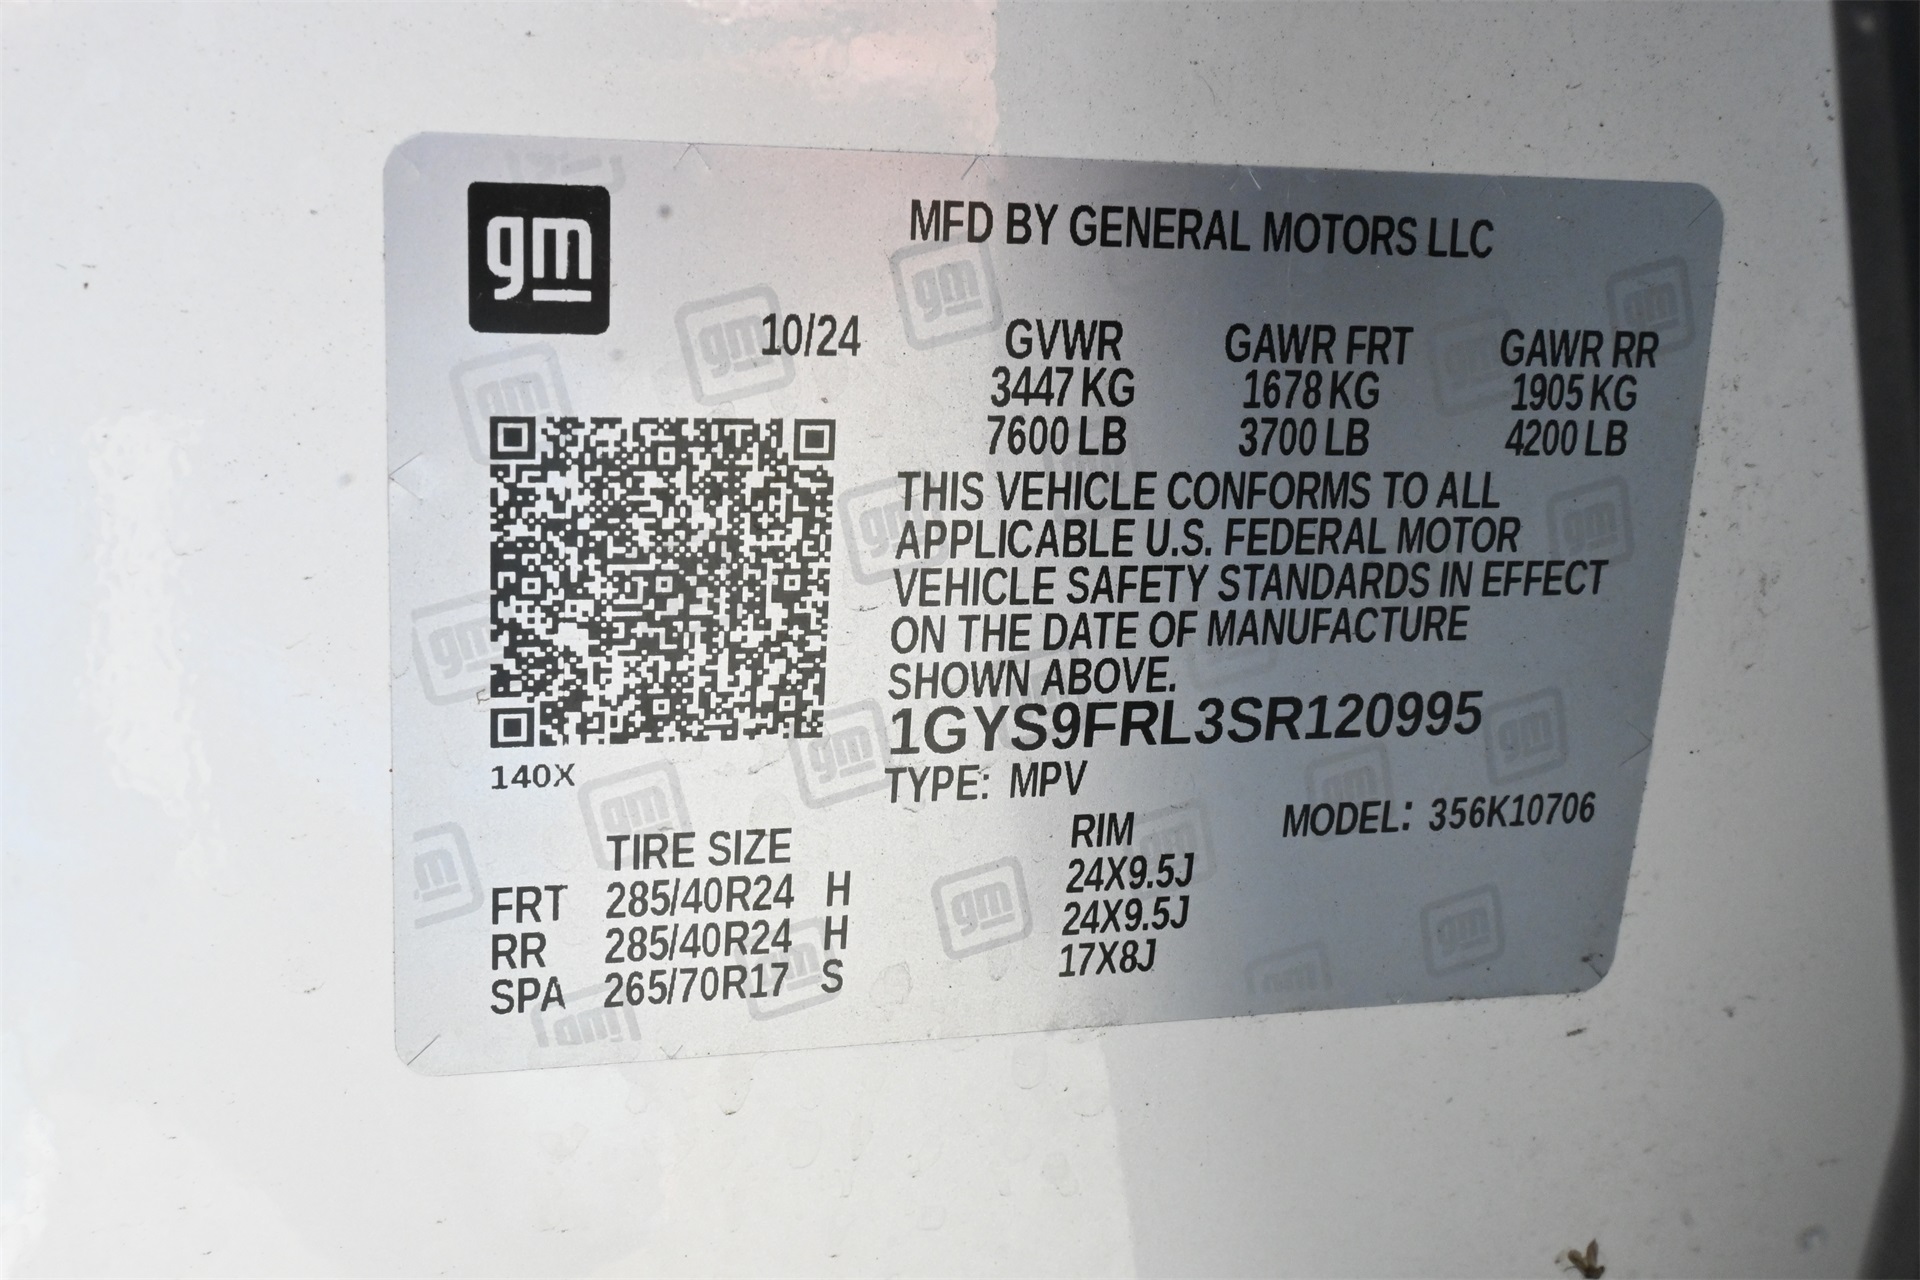 gm
MFD BY GENERAL MOTORS LLC
10/24
GVWR GAWR FRT GAWR RR
3447 KG 1678 KG 1905 KG
7600 LB 3700 LB 4200 LB
THIS VEHICLE CONFORMS TO ALL
APPLICABLE U.S. FEDERAL MOTOR
VEHICLE SAFETY STANDARDS IN EFFECT
ON THE DATE OF MANUFACTURE
SHOWN ABOVE.
1GYS9FRL3SR120995
140X
TYPE: MPV
MODEL: 356K10706
TIRE SIZE RIM
FRT 285/40R24 H 24X9.5J
RR 285/40R24 H 24X9.5J
SPA 265/70R17 S 17X8J